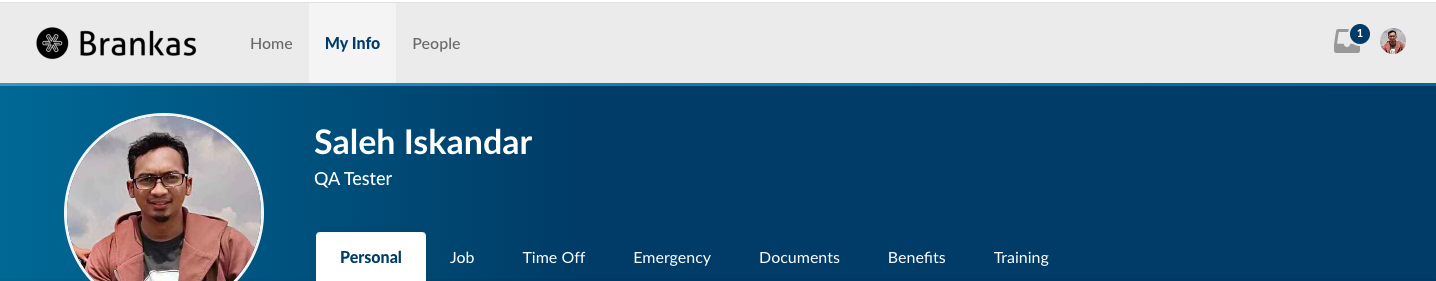 Brankas Home My Info People 1
Saleh Iskandar
QA Tester
Personal Job Time Off Emergency Documents Benefits Training